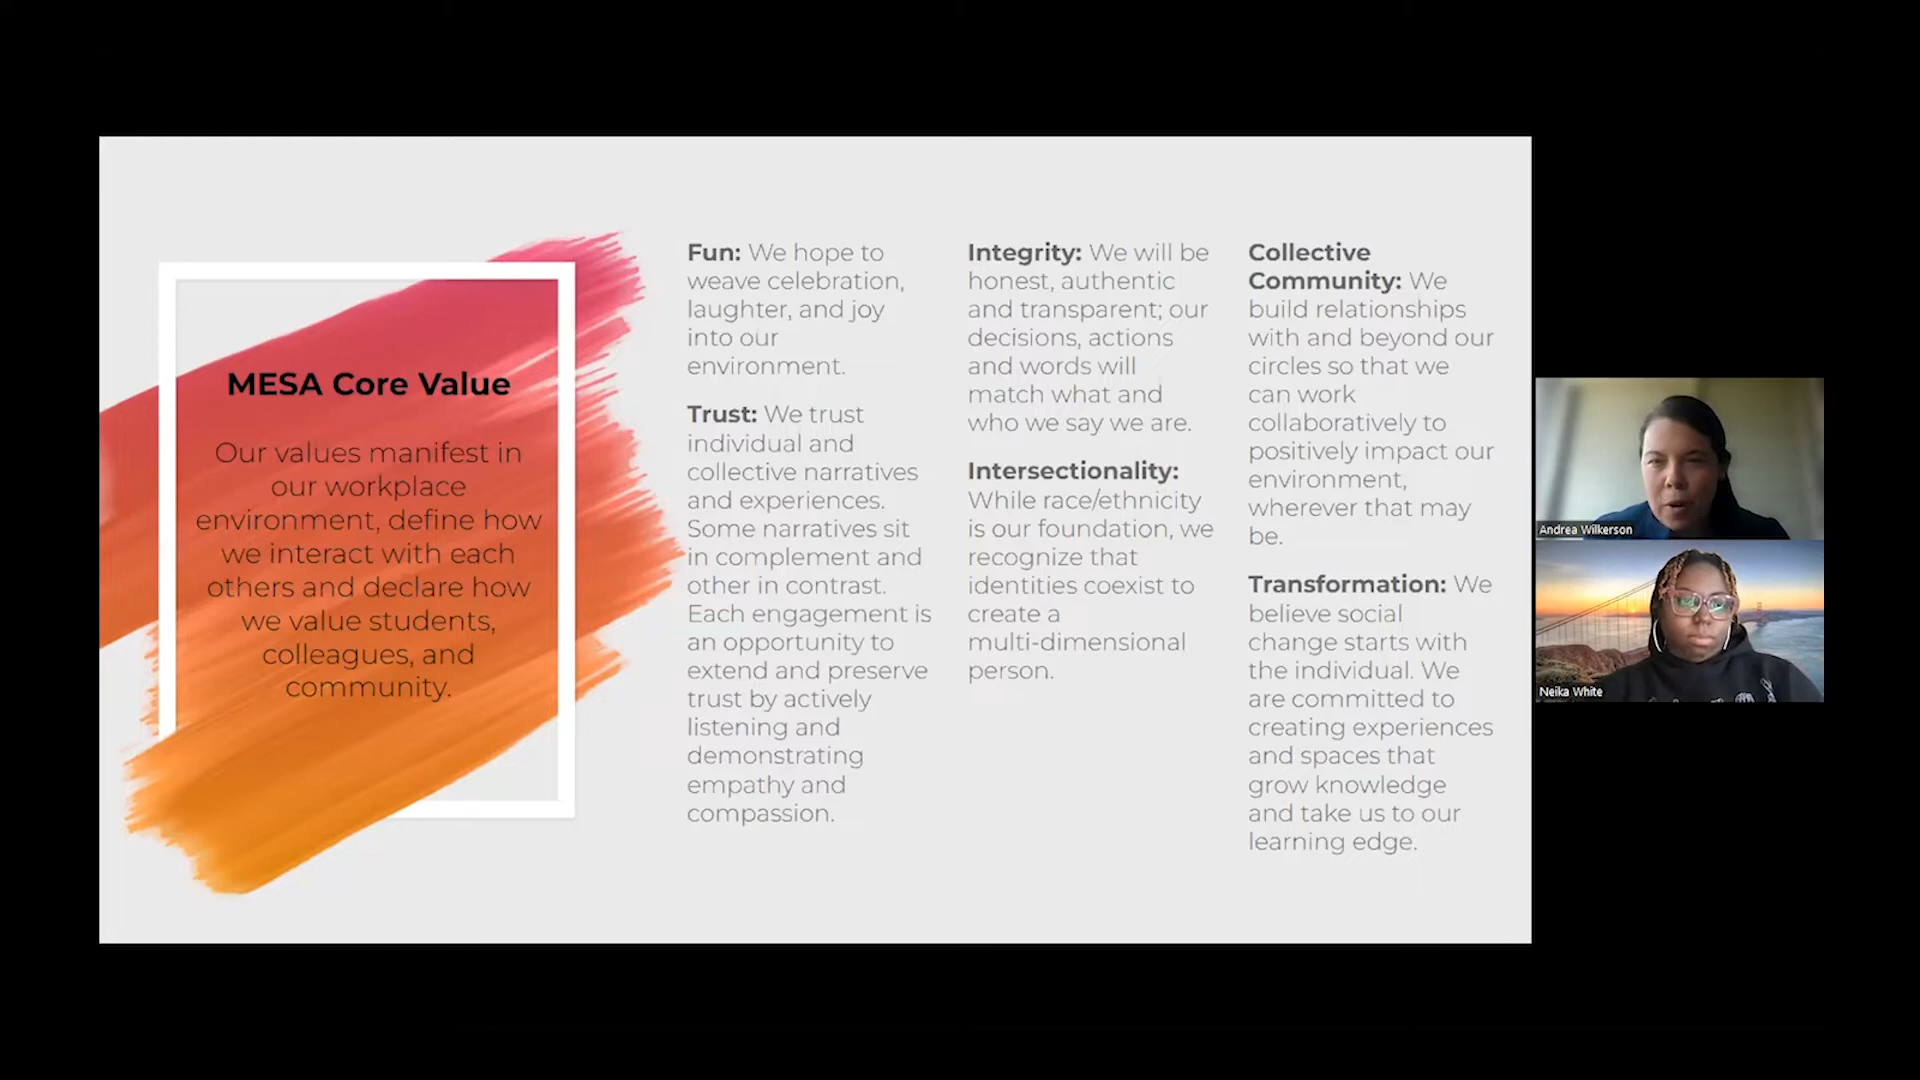 MESA Core Value
Our values manifest in
our workplace
environment, define how
we interact with each
others and declare how
we value students,
colleagues, and
community.
Fun: We hope to
weave celebration,
laughter, and joy
into our
environment.
Trust: We trust
individual and
collective narratives
and experiences.
Some narratives sit
in complement and
other in contrast.
Each engagement is
an opportunity to
extend and preserve
trust by actively
listening and
demonstrating
empathy and
compassion.
Integrity: We will be
honest, authentic
and transparent; our
decisions, actions
and words will
match what and
who we say we are.
Intersectionality:
While race/ethnicity
is our foundation, we
recognize that
identities coexist to
create a
multi-dimensional
person.
Collective
Community: We
build relationships
with and beyond our
circles so that we
can work
collaboratively to
positively impact our
environment,
wherever that may
be.
Transformation: We
believe social
change starts with
the individual. We
are committed to
creating experiences
and spaces that
grow knowledge
and take us to our
learning edge.
Andrea Wilkerson
Neika White